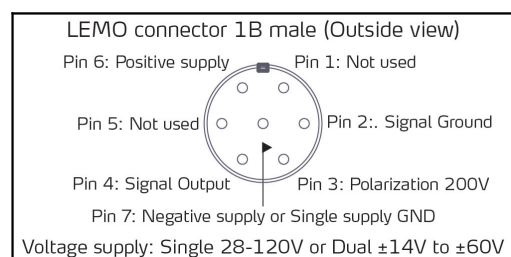 LEMO connector 1B male (Outside view)
Pin 6: Positive supply
Pin 1: Not used
Pin 5: Not used
Pin 2:. Signal Ground
Pin 4: Signal Output
Pin 3: Polarization 200V
Pin 7: Negative supply or Single supply GND
Voltage supply: Single 28-120V or Dual ±14V to ±60V